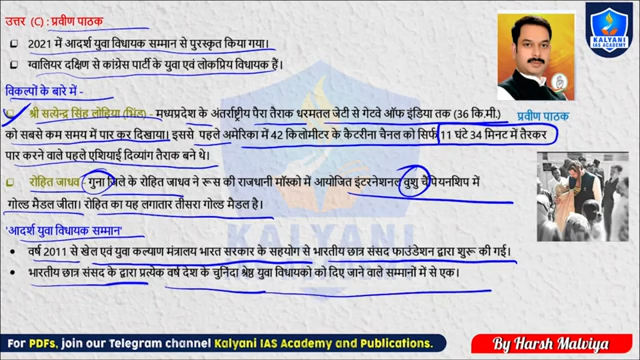 उत्तर (C) : प्रवीण पाठक
2021 में आदर्श युवा विधायक सम्मान से पुरस्कृत किया गया।
ग्वालियर दक्षिण से कांग्रेस पार्टी के युवा एवं लोकप्रिय विधायक हैं।
KALYANI
IAS ACADEMY
विकल्पों के बारे में -
श्री सत्येन्द्र सिंह लोहिया (भिंड) - मध्यप्रदेश के अंतर्राष्ट्रीय पैरा तैराक धरमतल जेटी से गेटवे ऑफ इंडिया तक (36 कि.मी.)
प्रवीण पाठक
को सबसे कम समय में पार कर दिखाया। इससे पहले अमेरिका में 42 किलोमीटर के कैटरीना चैनल को सिर्फ 11 घंटे 34 मिनट में तैरकर
पार करने वाले पहले एशियाई दिव्यांग तैराक बने थे।
रोहित जाधव - गुना जिले के रोहित जाधव ने रूस की राजधानी मॉस्को में आयोजित इंटरनेशनल वुशु चैंपियनशिप में
गोल्ड मैडल जीता। रोहित का यह लगातार तीसरा गोल्ड मैडल है।
'आदर्श युवा विधायक सम्मान'
वर्ष 2011 से खेल एवं युवा कल्याण मंत्रालय भारत सरकार के सहयोग से भारतीय छात्र संसद फाउंडेशन द्वारा शुरू की गई।
भारतीय छात्र संसद के द्वारा प्रत्येक वर्ष देश के चुनिंदा श्रेष्ठ युवा विधायकों को दिए जाने वाले सम्मानों में से एक।
For PDFs, join our Telegram channel Kalyani IAS Academy and Publications.
By Harsh Malviya